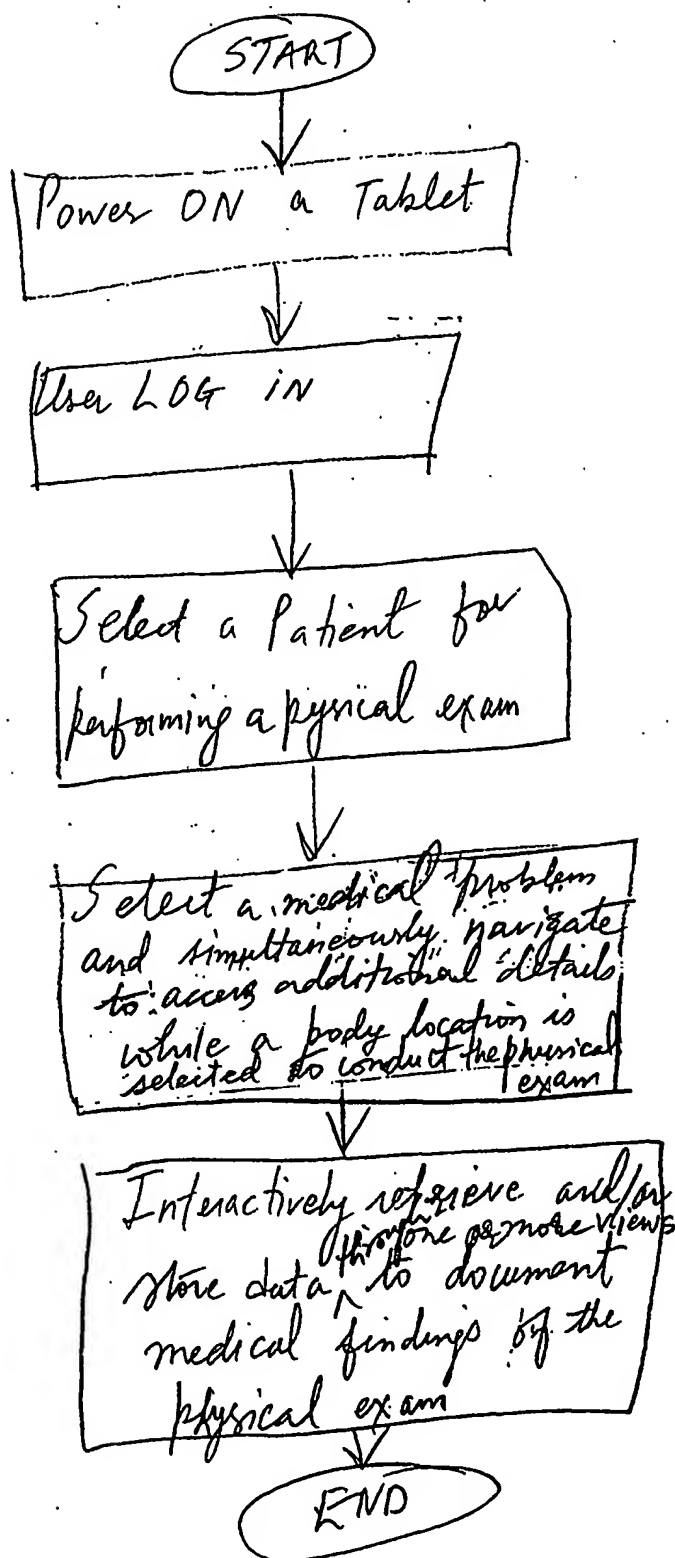 START
Power ON a Tablet
User LOG iN
Select a Patient for
performing a pysical exam
Select a medical problem
and simultaneously navigate
to access additional details
while a body location is
selected to conduct the physical
exam
Interactively retrieve and/or
through one or more views
store data ^ to document
medical findings of the
physical exam
END